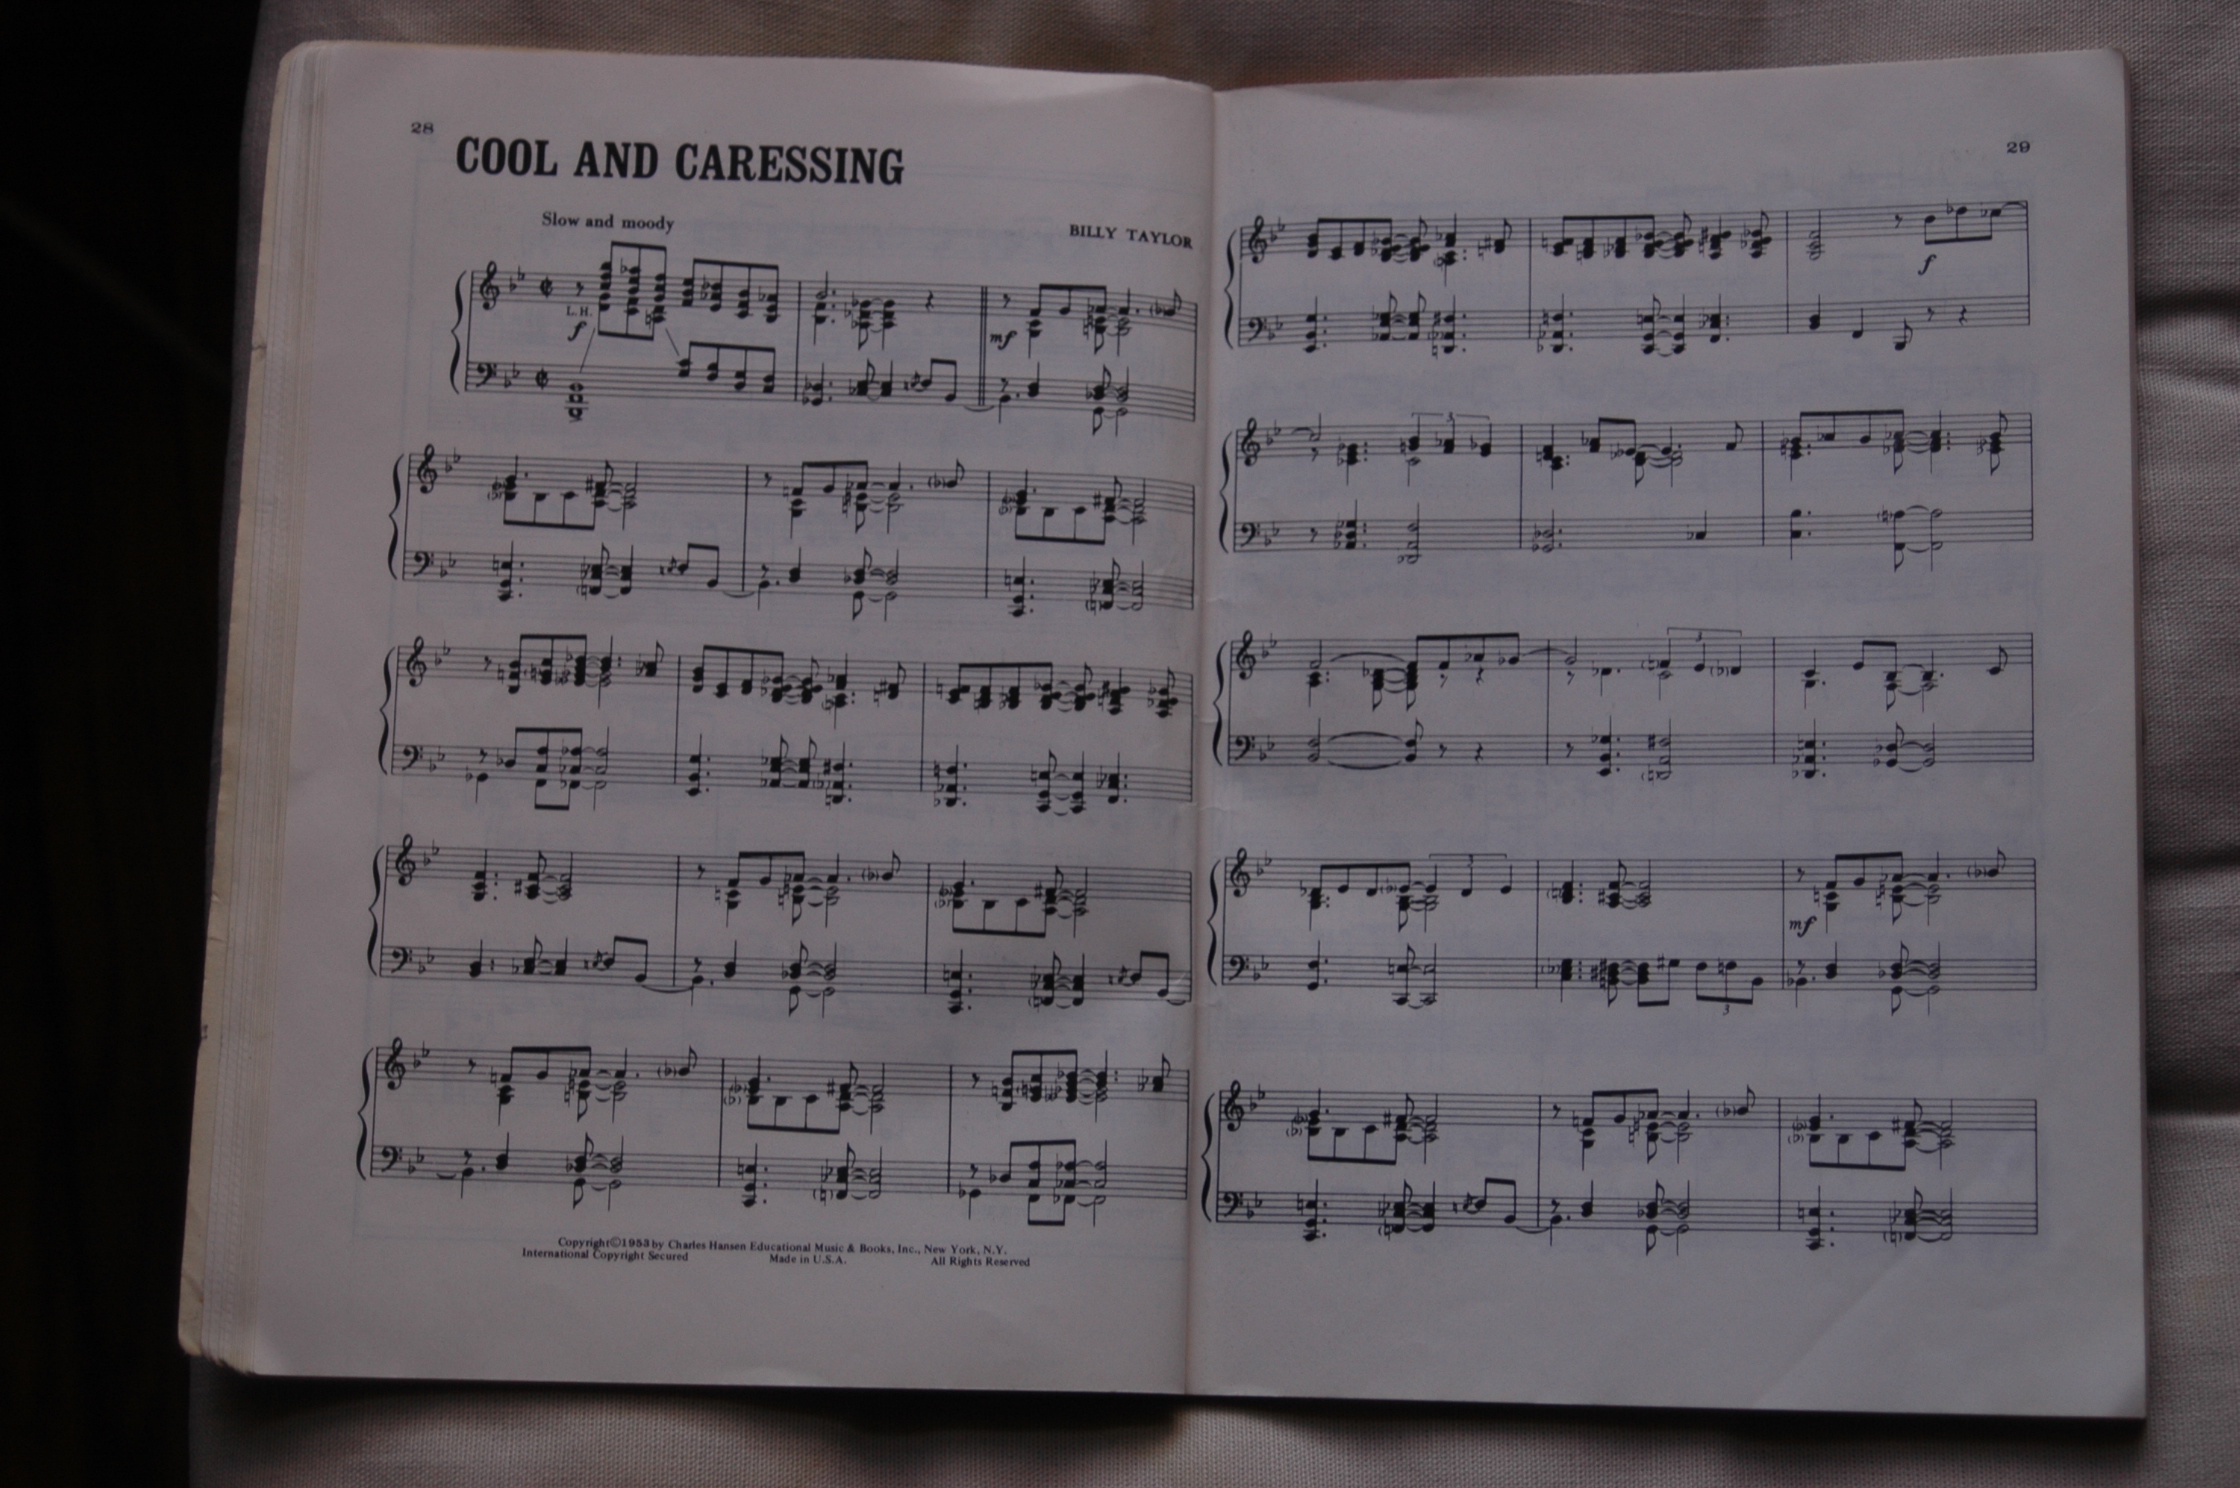 28
COOL AND CARESSING
Slow and moody
BILLY TAYLOR
L.H.
f
mf
Copyright©1953 by Charles Hansen Educational Music & Books, Inc., New York, N.Y.
International Copyright Secured Made in U.S.A. All Rights Reserved
29
f
3
3
3
3
mf